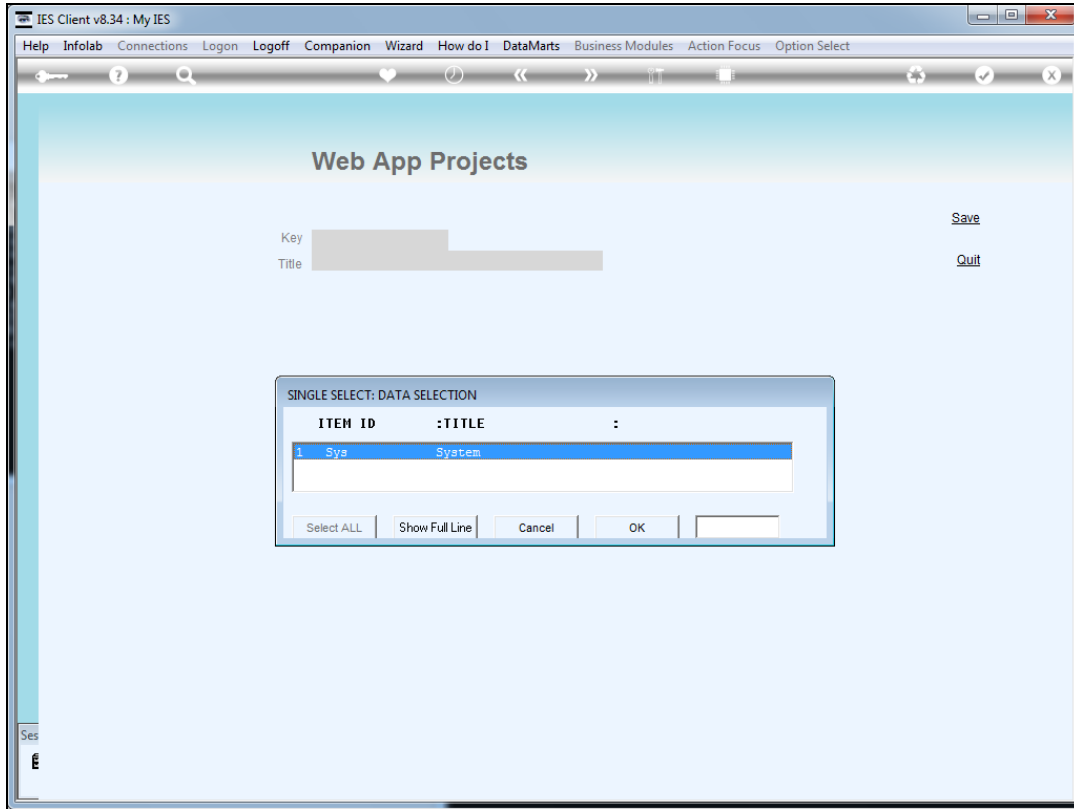 IES Client v8.34 : My IES
Help Infolab Connections Logon Logoff Companion Wizard How do I DataMarts Business Modules Action Focus Option Select
Web App Projects
Save
Key
Title
Quit
SINGLE SELECT: DATA SELECTION
ITEM ID :TITLE :
1 Sys System
Select ALL Show Full Line Cancel OK
Ses